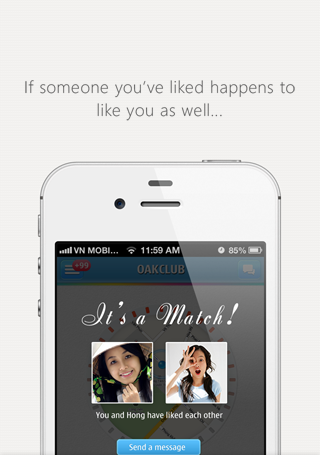 If someone you've liked happens to
like you as well...
VN MOBI... 11:59 AM 85%
+99
OAKCLUB
It's a Match!
You and Hong have liked each other
Send a message